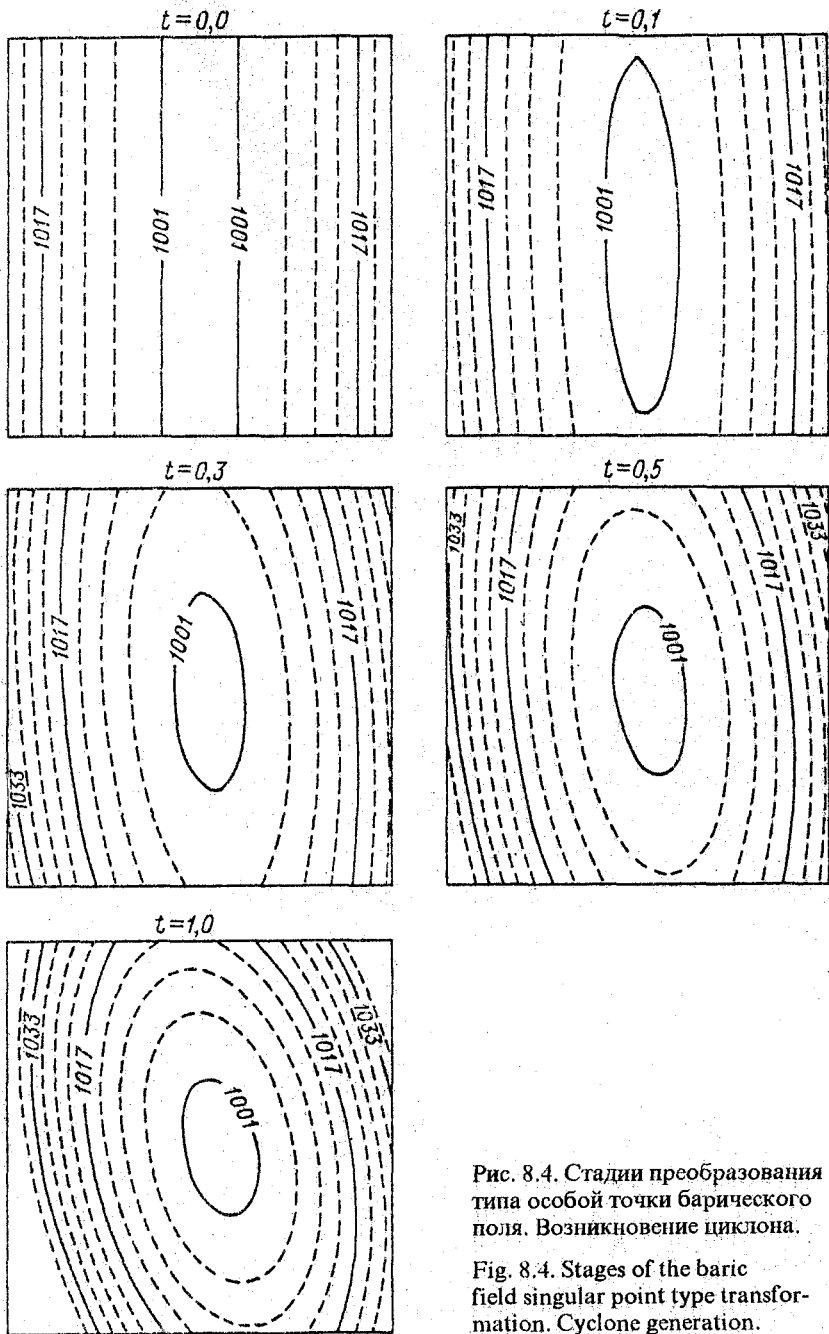 t=0,0
1017
1001
1001
1017
t=0,1
1017
1001
1017
t=0,3
1033
1017
1001
1017
t=0,5
1033
1017
1001
1017
1033
t=1,0
1033
1017
1001
1017
1033
Рис. 8.4. Стадии преобразования
типа особой точки барического
поля. Возникновение циклона.
Fig. 8.4. Stages of the baric
field singular point type transfor-
mation. Cyclone generation.